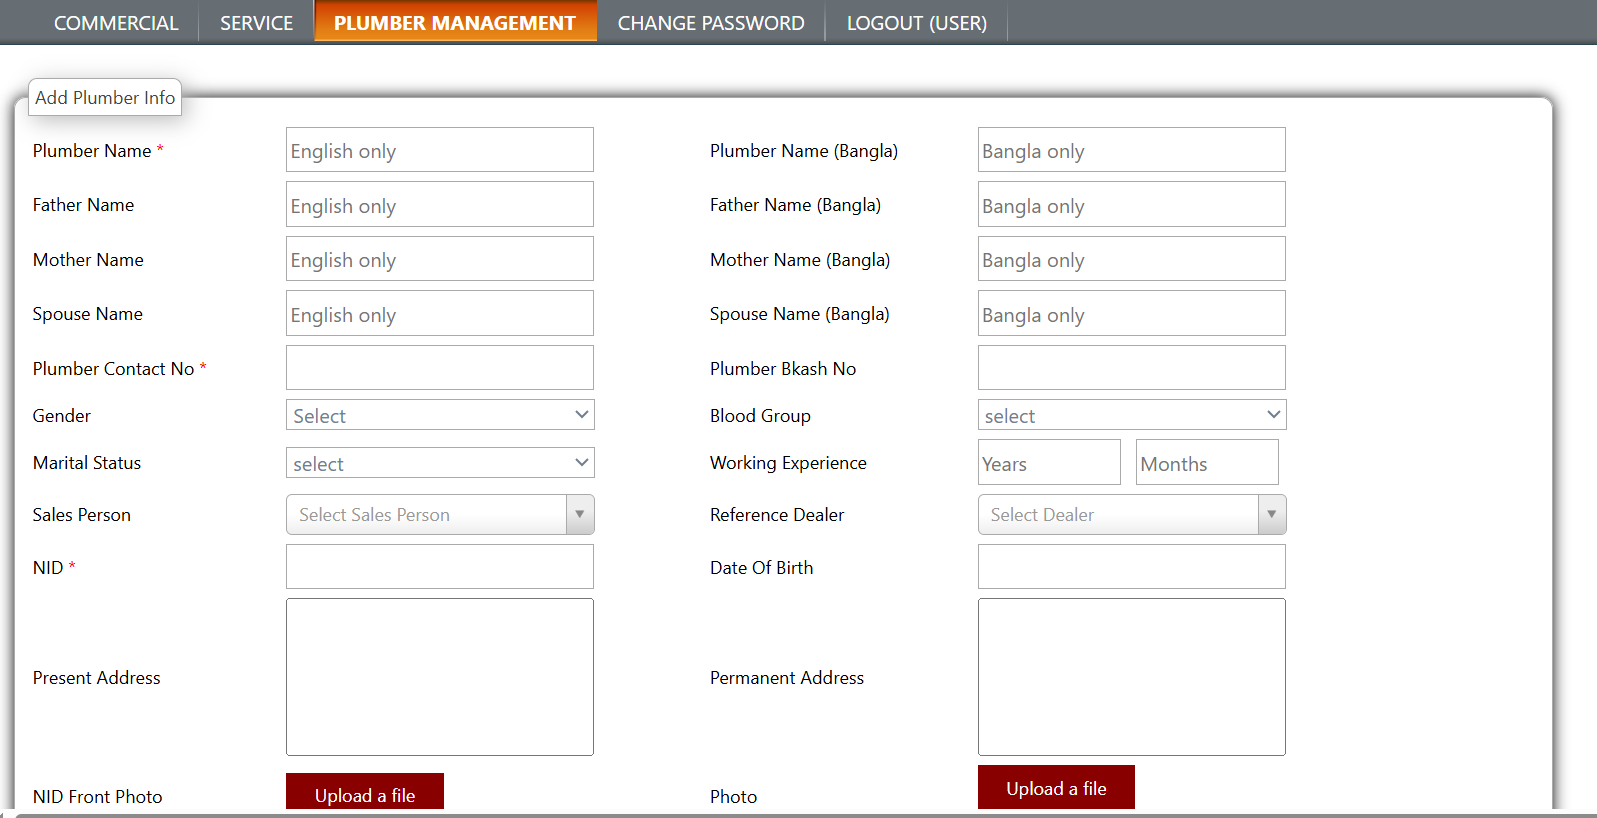 COMMERCIAL SERVICE PLUMBER MANAGEMENT CHANGE PASSWORD LOGOUT (USER)
Add Plumber Info
Plumber Name * English only Plumber Name (Bangla) Bangla only
Father Name English only Father Name (Bangla) Bangla only
Mother Name English only Mother Name (Bangla) Bangla only
Spouse Name English only Spouse Name (Bangla) Bangla only
Plumber Contact No * Plumber Bkash No
Gender Select Blood Group select
Marital Status select Working Experience Years Months
Sales Person Select Sales Person Reference Dealer Select Dealer
NID * Date Of Birth
Present Address Permanent Address
NID Front Photo Upload a file Photo Upload a file